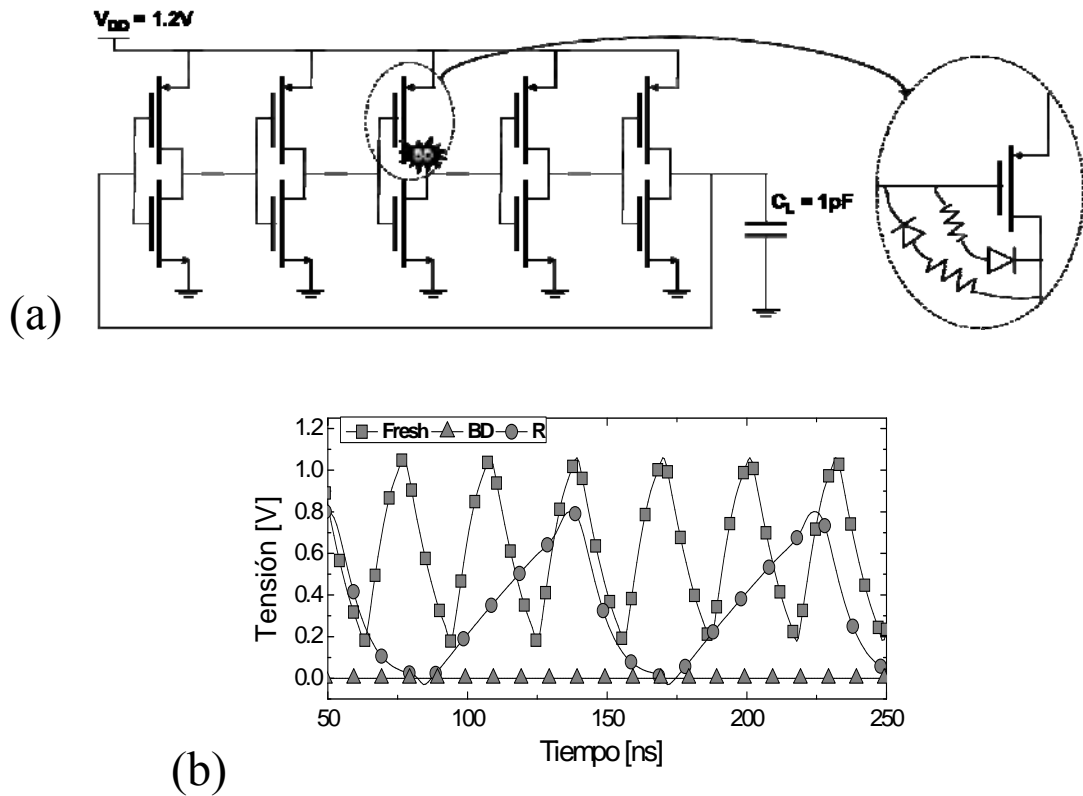 V_DD = 1.2V
C_L = 1pF
(a)
Fresh BD R
Tensión [V]
1.2
1.0
0.8
0.6
0.4
0.2
0.0
50 100 150 200 250
Tiempo [ns]
(b)